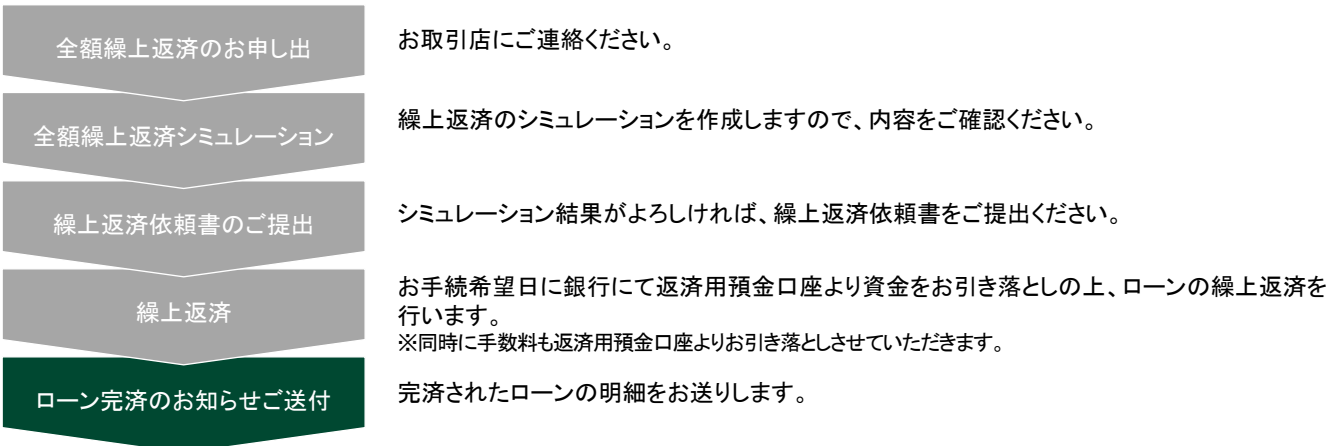 全額繰上返済のお申し出
お取引店にご連絡ください。
全額繰上返済シミュレーション
繰上返済のシミュレーションを作成しますので、内容をご確認ください。
繰上返済依頼書のご提出
シミュレーション結果がよろしければ、繰上返済依頼書をご提出ください。
繰上返済
お手続希望日に銀行にて返済用預金口座より資金をお引き落としの上、ローンの繰上返済を
行います。
※同時に手数料も返済用預金口座よりお引き落としさせていただきます。
ローン完済のお知らせご送付
完済されたローンの明細をお送りします。